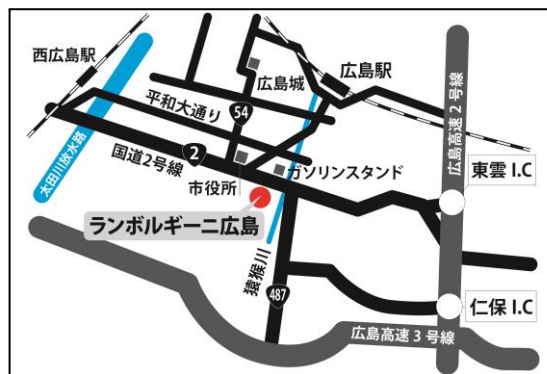 西広島駅
広島城
広島駅
平和大通り
54
広島高速2号線
太田川放水路
国道2号線
2
市役所
ガソリンスタンド
東雲 I.C
ランボルギーニ広島
猿猴川
487
仁保 I.C
広島高速3号線